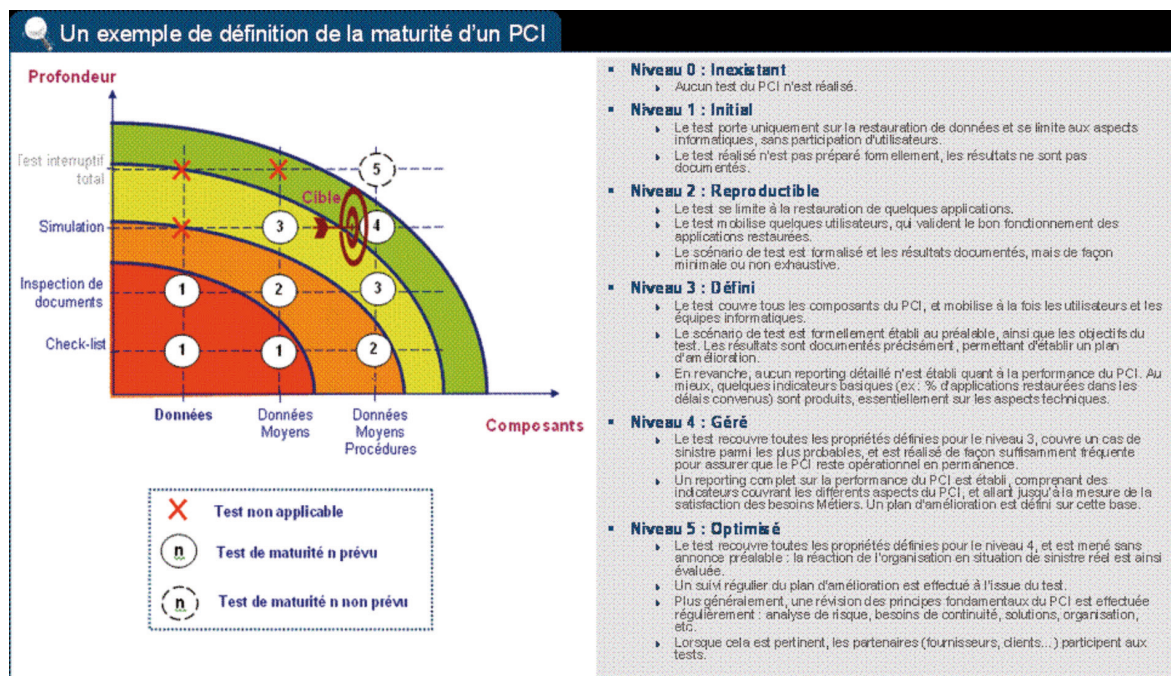 Un exemple de définition de la maturité d'un PCI
Profondeur
Test interruptif
total
Simulation
Inspection de
documents
Check-list
5
Cible
3
4
1
2
3
1
1
2
Données
Données
Moyens
Données
Moyens
Procédures
Composants
Test non applicable
n
Test de maturité n prévu
n
Test de maturité n non prévu
Niveau 0 : Inexistant
Aucun test du PCI n'est réalisé.
Niveau 1 : Initial
Le test porte uniquement sur la restauration de données et se limite aux aspects
informatiques, sans participation d'utilisateurs.
Le test réalisé n'est pas préparé formellement, les résultats ne sont pas
documentés.
Niveau 2 : Reproductible
Le test se limite à la restauration de quelques applications.
Le test mobilise quelques utilisateurs, qui valident le bon fonctionnement des
applications restaurées.
Le scénario de test est formalisé et les résultats documentés, mais de façon
minimale ou non exhaustive.
Niveau 3 : Défini
Le test couvre tous les composants du PCI, et mobilise à la fois les utilisateurs et les
équipes informatiques.
Le scénario de test est formellement établi au préalable, ainsi que les objectifs du
test. Les résultats sont documentés précisément, permettant d'établir un plan
d'amélioration.
En revanche, aucun reporting détaillé n'est établi quant à la performance du PCI. Au
mieux, quelques indicateurs basiques (ex : % d'applications restaurées dans les
délais convenus) sont produits, essentiellement sur les aspects techniques.
Niveau 4 : Géré
Le test recouvre toutes les propriétés définies pour le niveau 3, couvre un cas de
sinistre parmi les plus probables, et est réalisé de façon suffisamment fréquente
pour assurer que le PCI reste opérationnel en permanence.
Un reporting complet sur la performance du PCI est établi, comprenant des
indicateurs couvrant les différents aspects du PCI, et allant jusqu'à la mesure de la
satisfaction des besoins Métiers. Un plan d'amélioration est défini sur cette base.
Niveau 5 : Optimisé
Le test recouvre toutes les propriétés définies pour le niveau 4, et est mené sans
annonce préalable : la réaction de l'organisation en situation de sinistre réel est ainsi
évaluée.
Un suivi régulier du plan d'amélioration est effectué à l'issue du test.
Plus généralement, une révision des principes fondamentaux du PCI est effectuée
régulièrement : analyse de risque, besoins de continuité, solutions, organisation,
etc.
Lorsque cela est pertinent, les partenaires (fournisseurs, clients...) participent aux
tests.